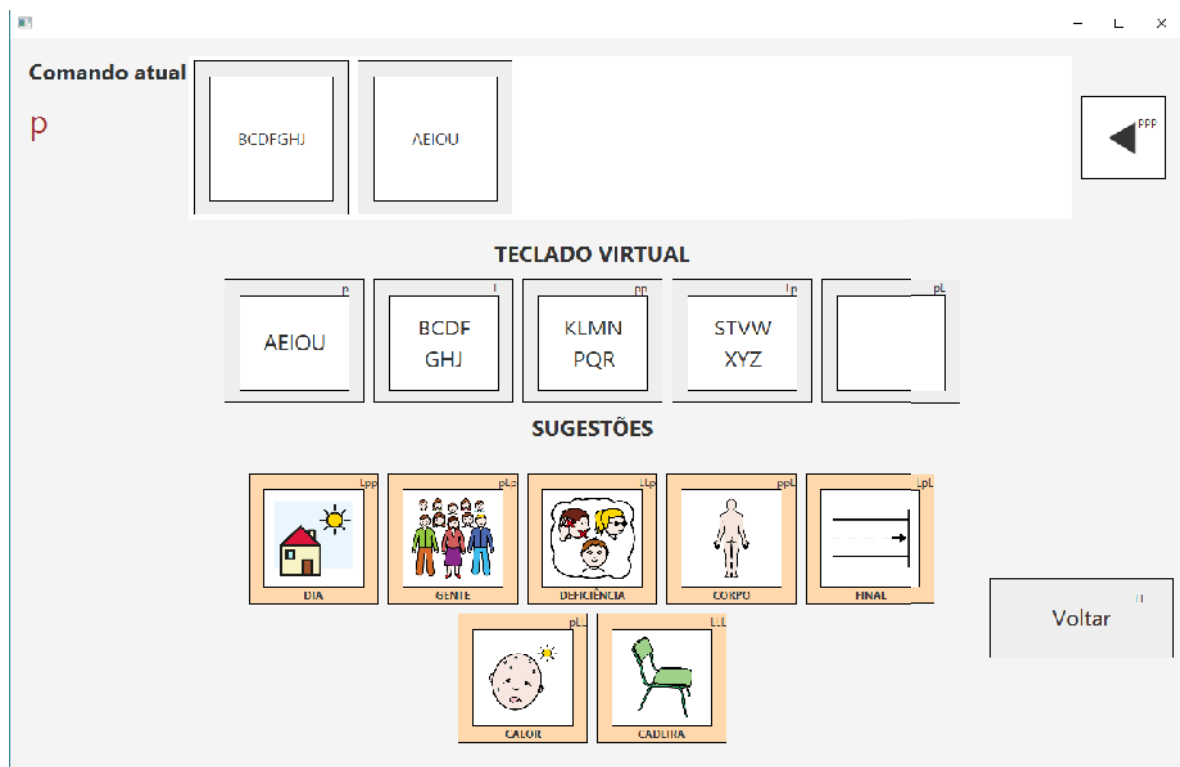 Comando atual
p
BCDFGHJ
AEIOU
PPP
TECLADO VIRTUAL
p
AEIOU
L
BCDF
GHJ
pp
KLMN
PQR
Lp
STVW
XYZ
pL
SUGESTÕES
Lpp
DIA
pLp
GENTE
LLp
DEFICIÊNCIA
ppL
CORPO
LpL
FINAL
LL
Voltar
pLL
CALOR
LLL
CADEIRA